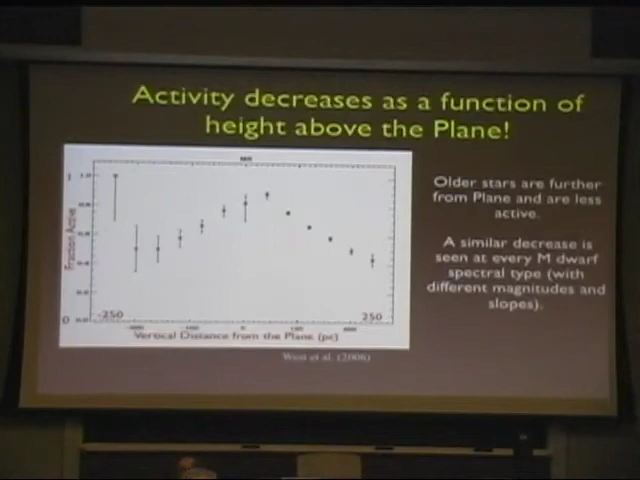 Activity decreases as a function of
height above the Plane!
Older stars are further
from Plane and are less
active.
A similar decrease is
seen at every M dwarf
spectral type (with
different magnitudes and
slopes).
Fraction Active
1
0
-250
250
Vertical Distance from the Plane (pc)
West et al. (2008)